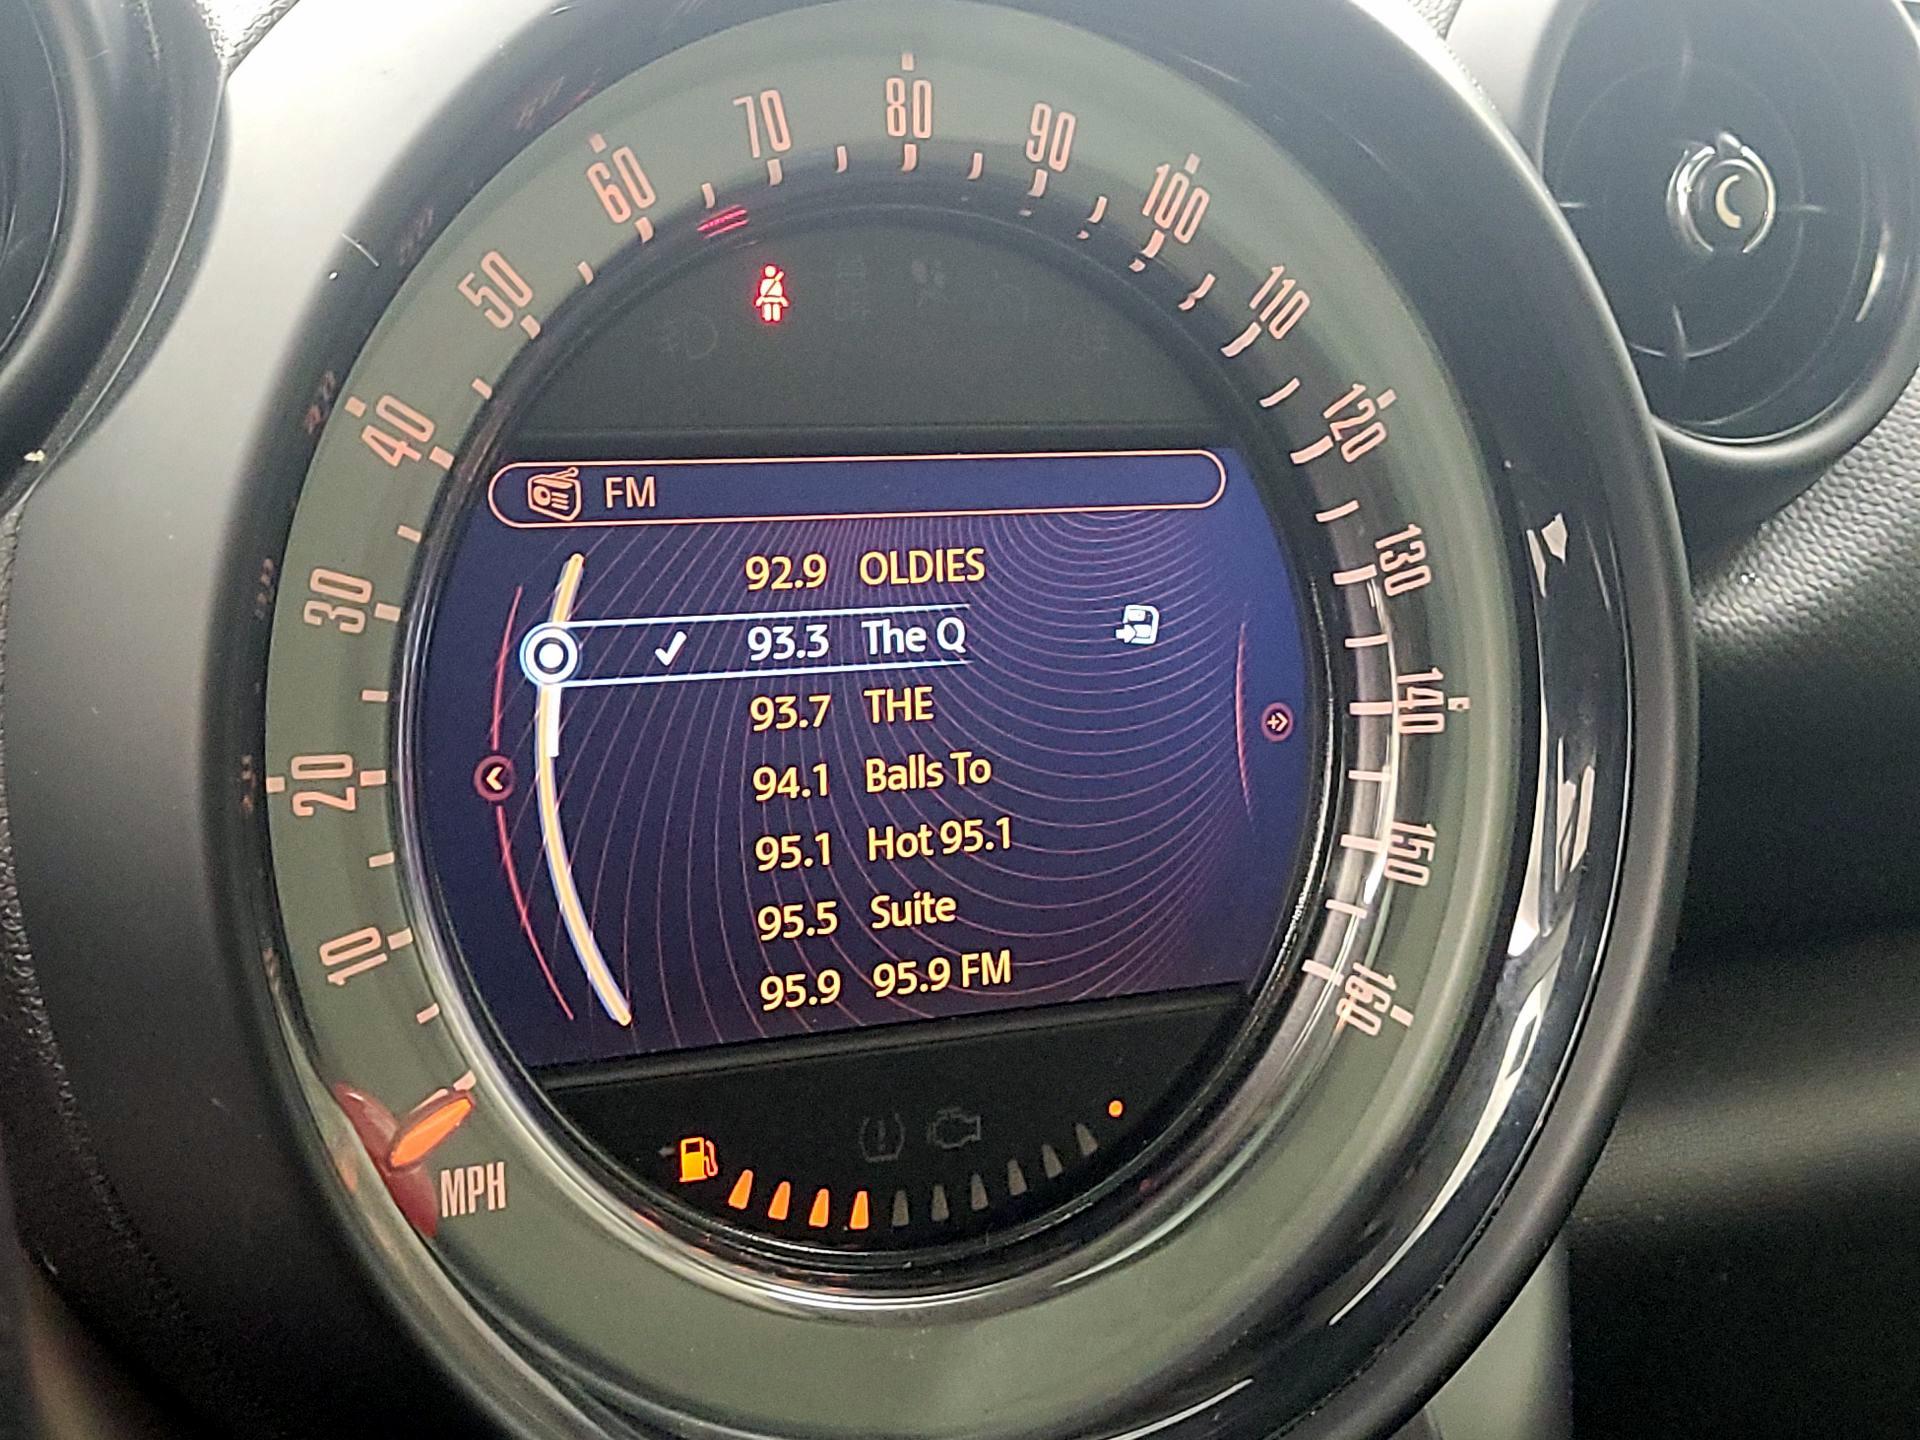 80
70
90
60
100
50
110
40
120
FM
92.9 OLDIES
130
30
93.3 The Q
93.7 THE
140
20
94.1 Balls To
95.1 Hot 95.1
150
95.5 Suite
10
95.9 95.9 FM
160
MPH